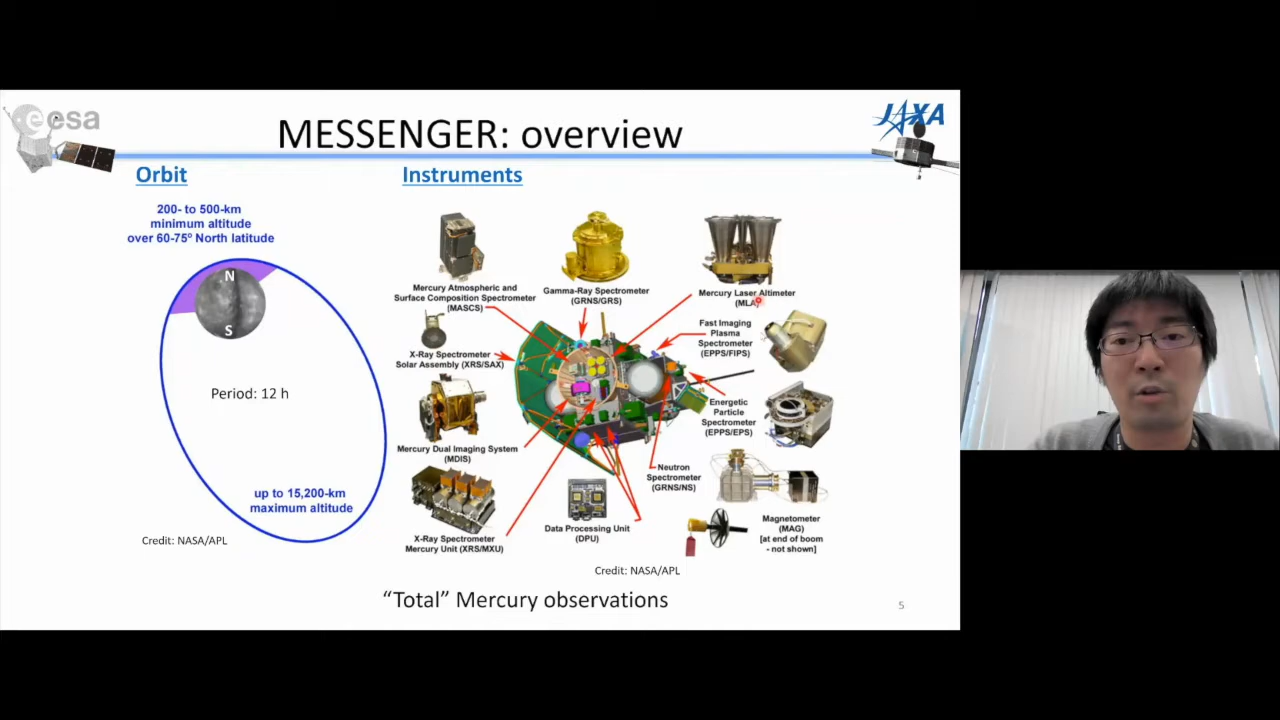 esa
JAXA
MESSENGER: overview
Orbit
200- to 500-km
minimum altitude
over 60-75º North latitude
N
S
Period: 12 h
up to 15,200-km
maximum altitude
Credit: NASA/APL
Instruments
Mercury Atmospheric and
Surface Composition Spectrometer
(MASCS)
Gamma-Ray Spectrometer
(GRNS/GRS)
Mercury Laser Altimeter
(MLA)
X-Ray Spectrometer
Solar Assembly (XRS/SAX)
Fast Imaging
Plasma
Spectrometer
(EPPS/FIPS)
Mercury Dual Imaging System
(MDIS)
Energetic
Particle
Spectrometer
(EPPS/EPS)
Neutron
Spectrometer
(GRNS/NS)
X-Ray Spectrometer
Mercury Unit (XRS/MXU)
Data Processing Unit
(DPU)
Magnetometer
(MAG)
[at end of boom
- not shown]
Credit: NASA/APL
“Total” Mercury observations
5